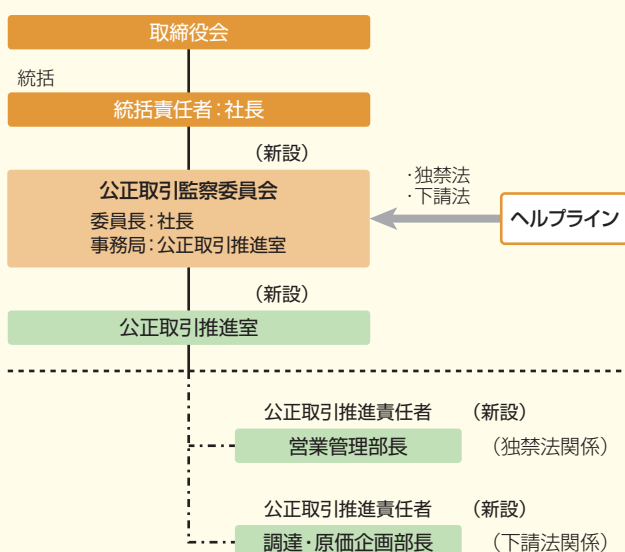 取締役会
統括
統括責任者:社長
（新設）
公正取引監察委員会
委員長:社長
事務局:公正取引推進室
・独禁法
・下請法
ヘルプライン
（新設）
公正取引推進室
公正取引推進責任者 （新設）
営業管理部長 （独禁法関係）
公正取引推進責任者 （新設）
調達・原価企画部長 （下請法関係）